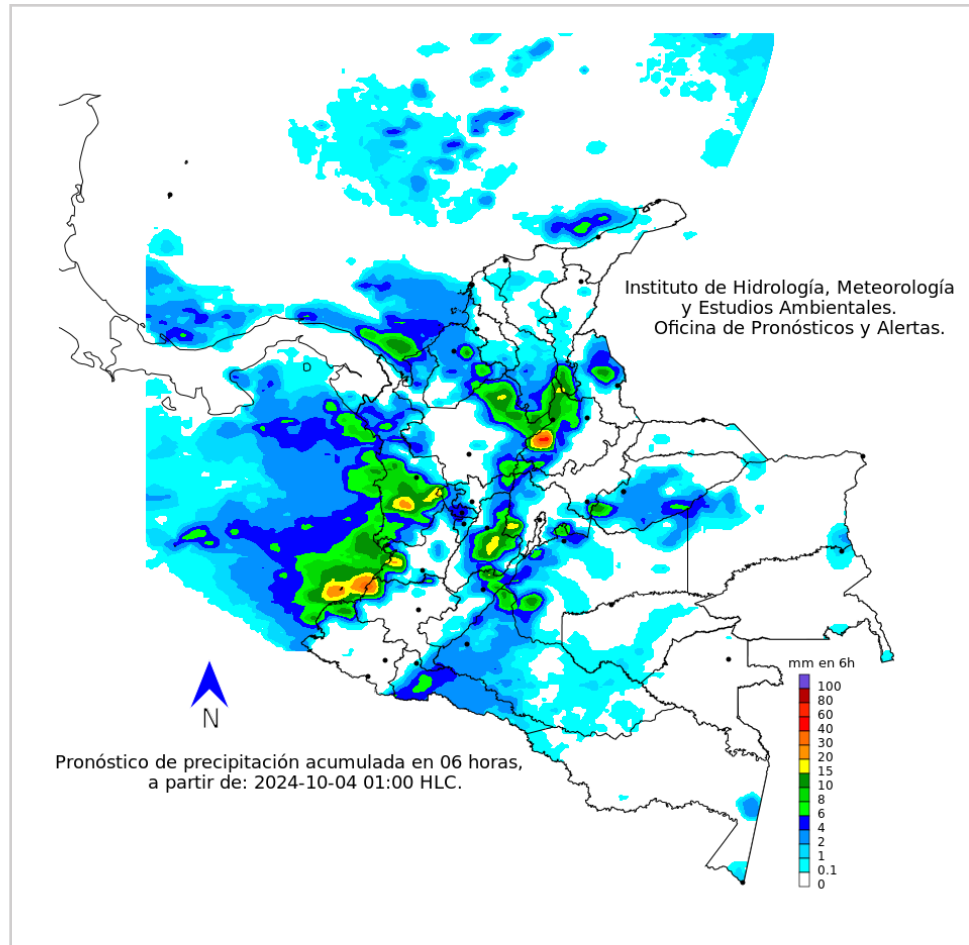 Instituto de Hidrología, Meteorología
y Estudios Ambientales.
Oficina de Pronósticos y Alertas.
D
N
Pronóstico de precipitación acumulada en 06 horas,
a partir de: 2024-10-04 01:00 HLC.
mm en 6h
100
80
60
40
30
20
15
10
8
6
4
2
1
0.1
0